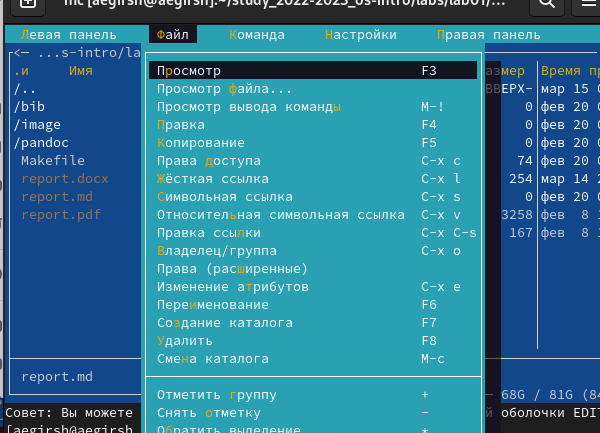 mc [aegirsh@aegirsh]:~/study_2022-2023_os-intro/labs/lab01/...
Левая панель Файл Команда Настройки Правая панель
<— ...s-intro/la
.и Имя азмер Время п
/.. ВВЕРХ- мар 15
/bib 0 фев 20
/image 0 фев 20
/pandoc 0 фев 20
Makefile 74 фев 20
report.docx 254 мар 14
report.md 0 фев 20
report.pdf 3258 фев 8
167 фев 8
Просмотр F3
Просмотр файла...
Просмотр вывода команды M-!
Правка F4
Копирование F5
Права доступа C-x c
Жёсткая ссылка C-x l
Символьная ссылка C-x s
Относительная символьная ссылка C-x v
Правка ссылки C-x C-s
Владелец/группа C-x o
Права (расширенные)
Изменение атрибутов C-x e
Переименование F6
Создание каталога F7
Удалить F8
Смена каталога M-c
Отметить группу +
Снять отметку -
Обратить выделение *
report.md
68G / 81G (84
Совет: Вы можете й оболочки EDIT
[aegirsh@aegirsh